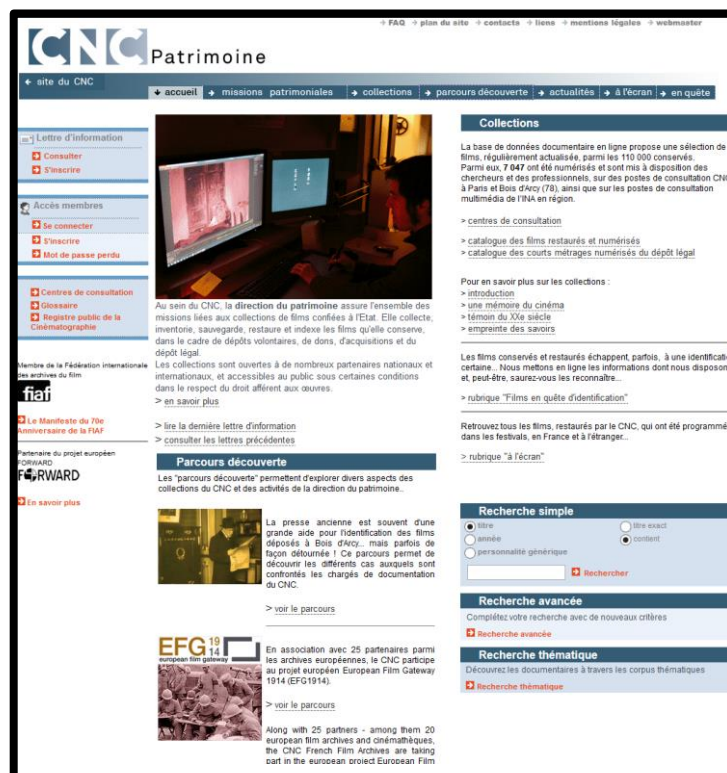 FAQ plan du site contacts liens mentions légales webmaster
CNC Patrimoine
site du CNC
accueil missions patrimoniales collections parcours découverte actualités à l'écran en quête
Lettre d'information
Consulter
S'inscrire
Accès membres
Se connecter
S'inscrire
Mot de passe perdu
Centres de consultation
Glossaire
Registre public de la
Cinèmatographie
Membre de la Fédération internationale
des archives du film
fiaf
Le Manifeste du 70e
Anniversaire de la FIAF
Partenaire du projet européen
FORWARD
FORWARD
En savoir plus
Au sein du CNC, la direction du patrimoine assure l'ensemble des
missions liées aux collections de films confiées à l'Etat. Elle collecte,
inventorie, sauvegarde, restaure et indexe les films qu'elle conserve,
dans le cadre de dépôts volontaires, de dons, d'acquisitions et du
dépôt légal.
Les collections sont ouvertes à de nombreux partenaires nationaux et
internationaux, et accessibles au public sous certaines conditions
dans le respect du droit afférent aux œuvres.
> en savoir plus
> lire la dernière lettre d'information
> consulter les lettres précédentes
Parcours découverte
Les "parcours découverte" permettent d'explorer divers aspects des
collections du CNC et des activités de la direction du patrimoine..
La presse ancienne est souvent d'une
grande aide pour l'identification des films
déposés à Bois d'Arcy... mais parfois de
façon détournée ! Ce parcours permet de
découvrir les différents cas auxquels sont
confrontés les chargés de documentation
du CNC.
> voir le parcours
EFG 19
14
european film gateway
En association avec 25 partenaires parmi
les archives européennes, le CNC participe
au projet européen European Film Gateway
1914 (EFG1914).
> voir le parcours
Along with 25 partners - among them 20
european film archives and cinémathèques,
the CNC French Film Archives are taking
part in the european project European Film
Collections
La base de données documentaire en ligne propose une sélection de
films, régulièrement actualisée, parmi les 110 000 conservés.
Parmi eux, 7 047 ont été numérisés et sont mis à disposition des
chercheurs et des professionnels, sur des postes de consultation CNC
à Paris et Bois d'Arcy (78), ainsi que sur les postes de consultation
multimédia de l'INA en région.
> centres de consultation
> catalogue des films restaurés et numérisés
> catalogue des courts métrages numérisés du dépôt légal
Pour en savoir plus sur les collections :
> introduction
> une mémoire du cinéma
> témoin du XXe siècle
> empreinte des savoirs
Les films conservés et restaurés échappent, parfois, à une identificatio
certaine... Nous mettons en ligne les informations dont nous disposon
et, peut-être, saurez-vous les reconnaître...
> rubrique "Films en quête d'identification"
Retrouvez tous les films, restaurés par le CNC, qui ont été programmé
dans les festivals, en France et à l'étranger...
> rubrique "à l'écran"
Recherche simple
titre titre exact
année content
personnalité générique
Rechercher
Recherche avancée
Complétez votre recherche avec de nouveaux critères
Recherche avancée
Recherche thématique
Découvrez les documentaires à travers les corpus thématiques
Recherche thématique